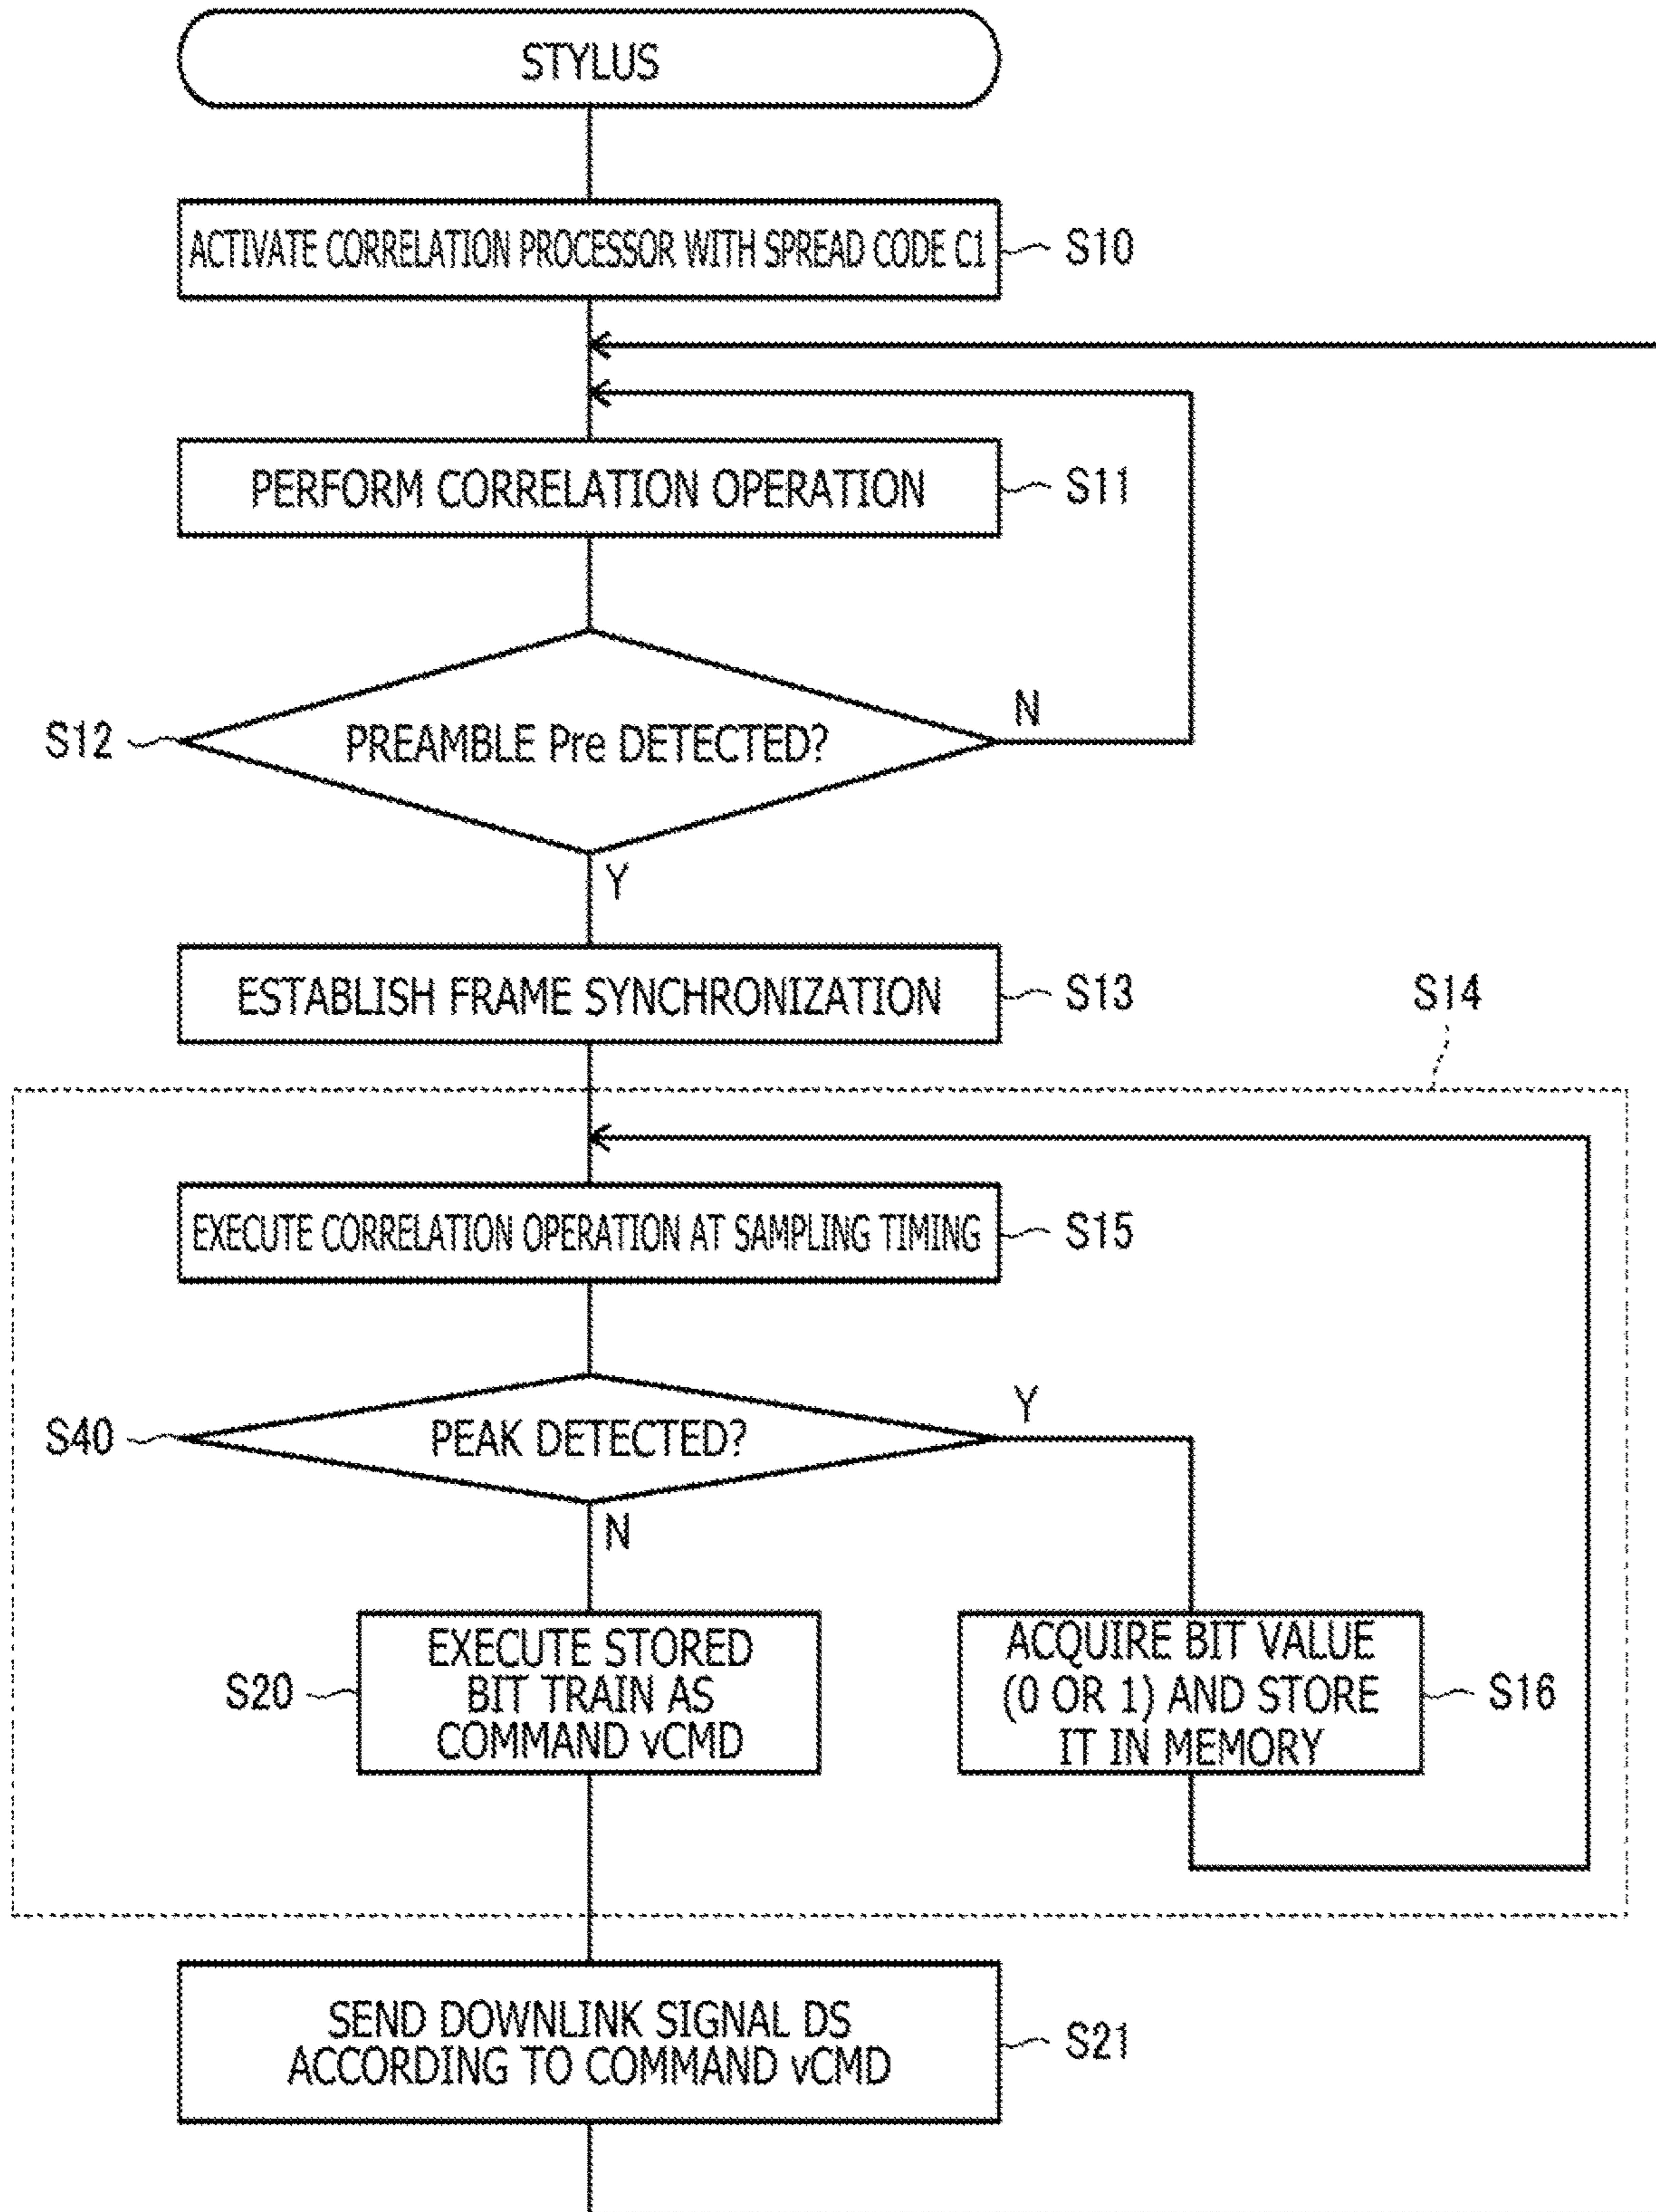 STYLUS
ACTIVATE CORRELATION PROCESSOR WITH SPREAD CODE C1
S10
PERFORM CORRELATION OPERATION
S11
S12
PREAMBLE Pre DETECTED?
N
Y
ESTABLISH FRAME SYNCHRONIZATION
S13
S14
EXECUTE CORRELATION OPERATION AT SAMPLING TIMING
S15
S40
PEAK DETECTED?
Y
N
S20
EXECUTE STORED
BIT TRAIN AS
COMMAND vCMD
ACQUIRE BIT VALUE
(0 OR 1) AND STORE
IT IN MEMORY
S16
SEND DOWNLINK SIGNAL DS
ACCORDING TO COMMAND vCMD
S21